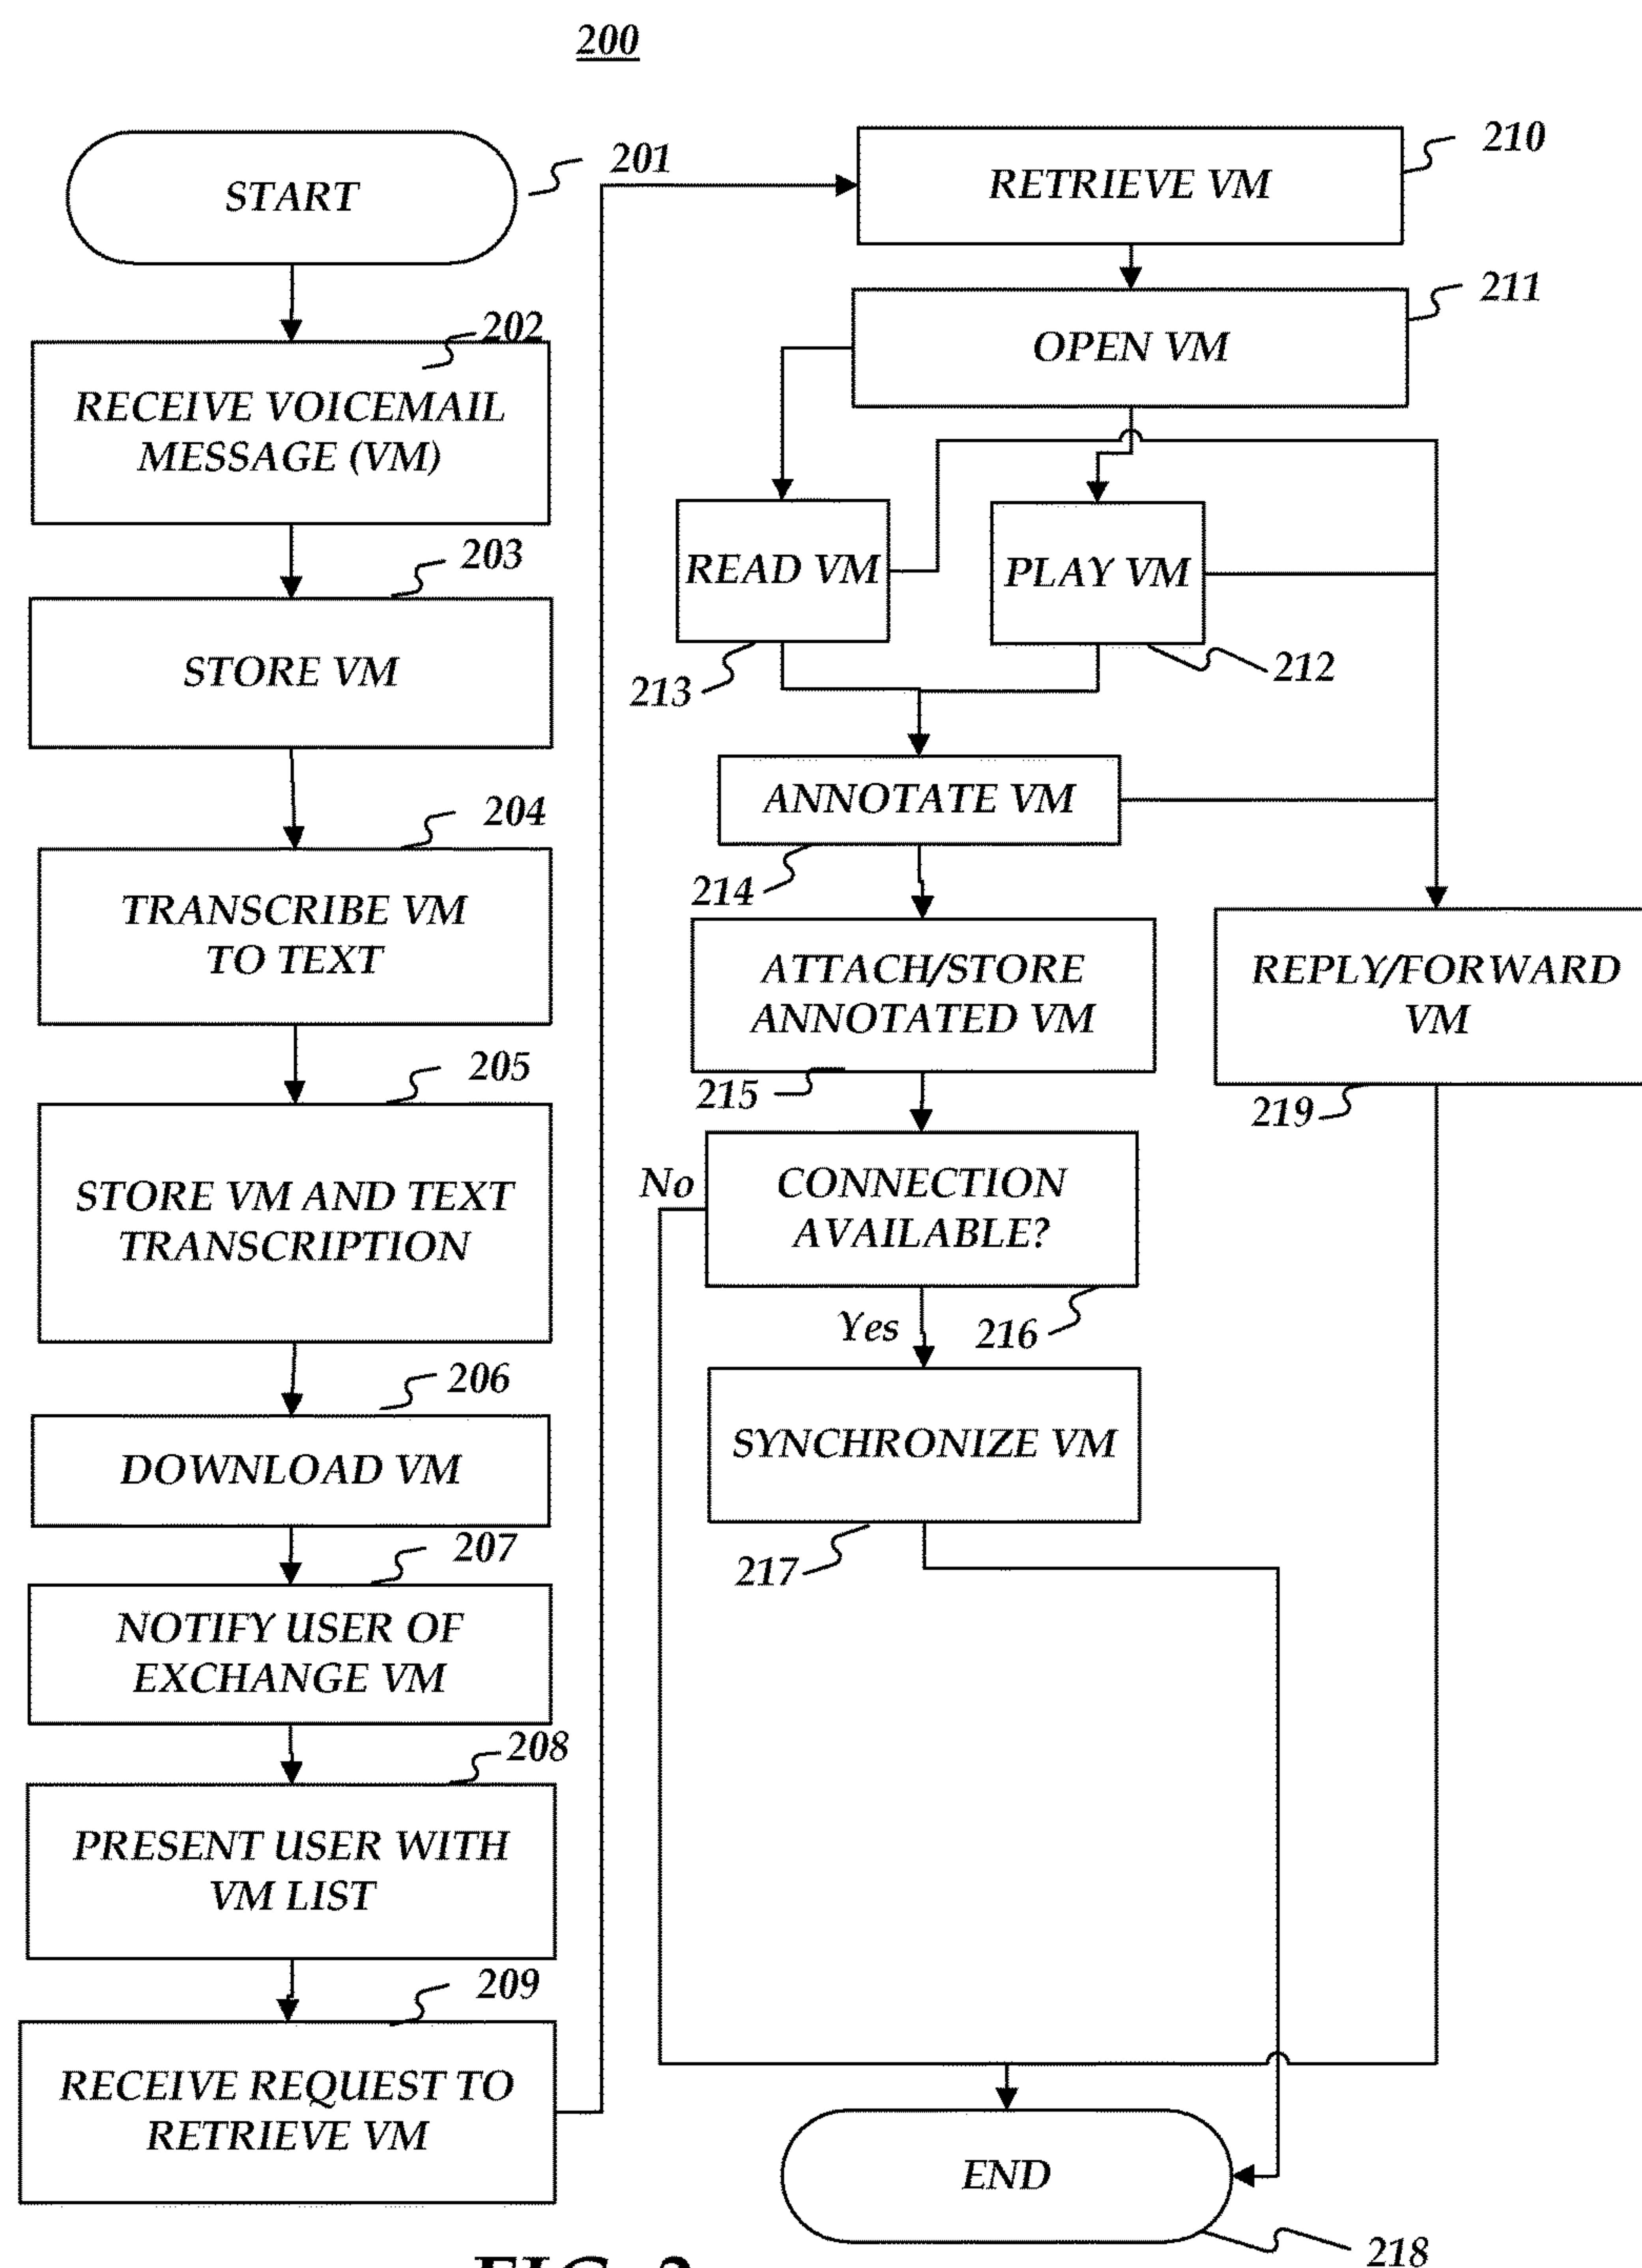 200
START
201
202
RECEIVE VOICEMAIL
MESSAGE (VM)
203
STORE VM
204
TRANSCRIBE VM
TO TEXT
205
STORE VM AND TEXT
TRANSCRIPTION
206
DOWNLOAD VM
207
NOTIFY USER OF
EXCHANGE VM
208
PRESENT USER WITH
VM LIST
209
RECEIVE REQUEST TO
RETRIEVE VM
210
RETRIEVE VM
211
OPEN VM
READ VM
213
PLAY VM
212
ANNOTATE VM
214
ATTACH/STORE
ANNOTATED VM
215
REPLY/FORWARD
VM
219
No
CONNECTION
AVAILABLE?
Yes
216
SYNCHRONIZE VM
217
END
218